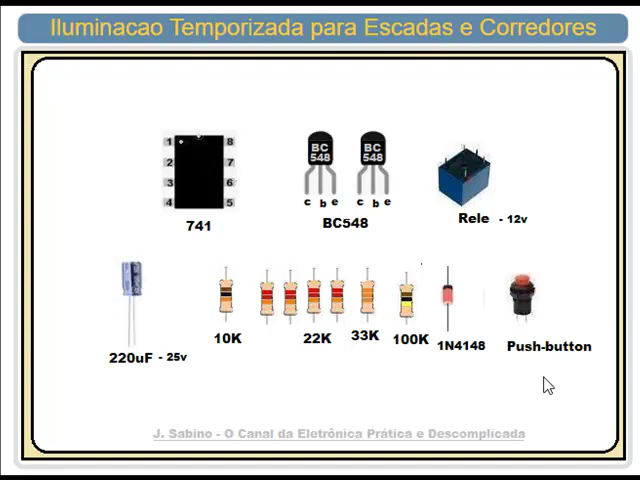 Iluminacao Temporizada para Escadas e Corredores
1 8
2 7
3 6
4 5
741
BC 548 BC 548
c b e c b e
BC548
Rele - 12v
220uF - 25v
10K
22K
33K
100K
1N4148
Push-button
J. Sabino - O Canal da Eletrônica Prática e Descomplicada